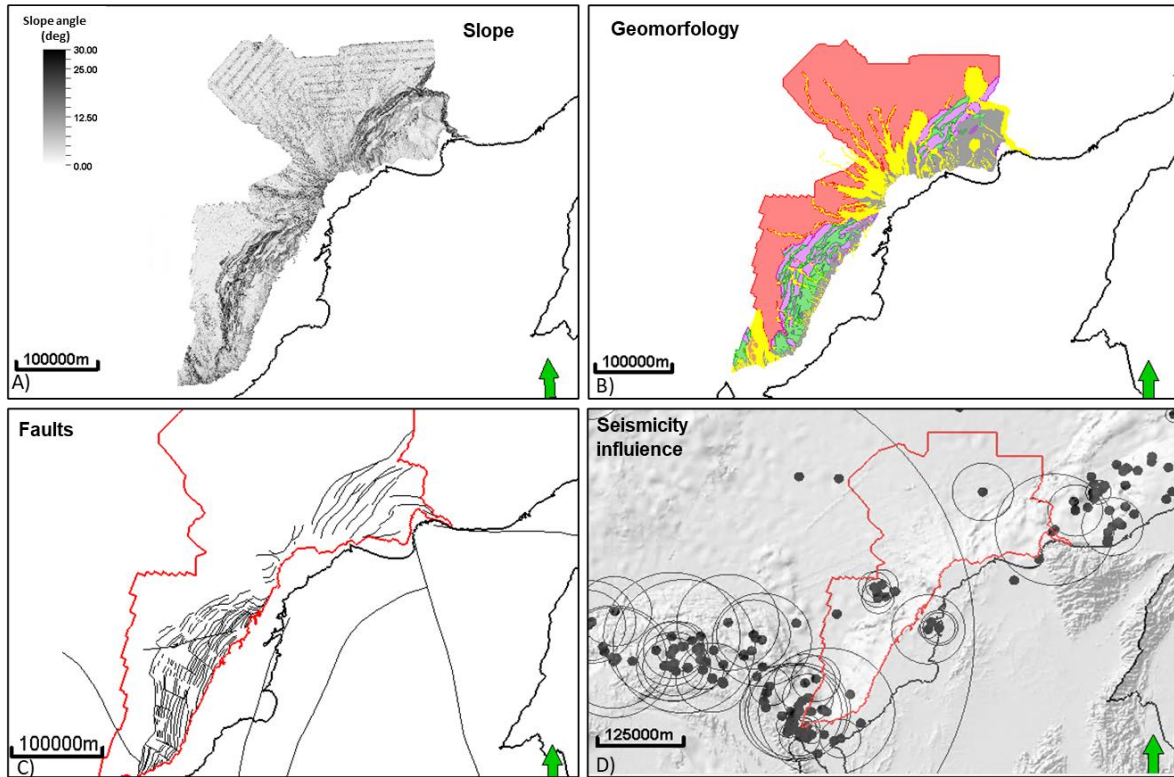 Slope angle
(deg)
30.00
25.00
12.50
0.00
Slope
100000m
A)
Geomorfology
100000m
B)
Faults
100000m
C)
Seismicity
influience
125000m
D)